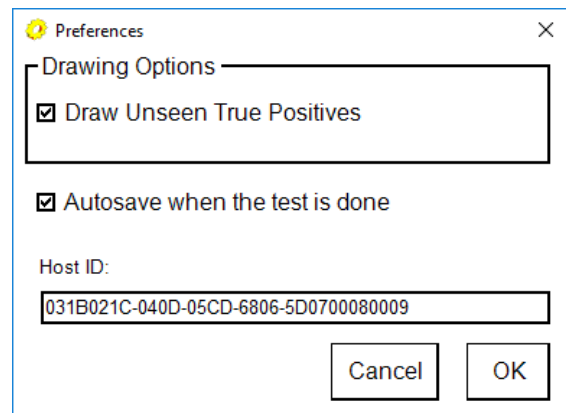 Preferences
Drawing Options
Draw Unseen True Positives
Autosave when the test is done
Host ID:
031B021C-040D-05CD-6806-5D0700080009
Cancel OK